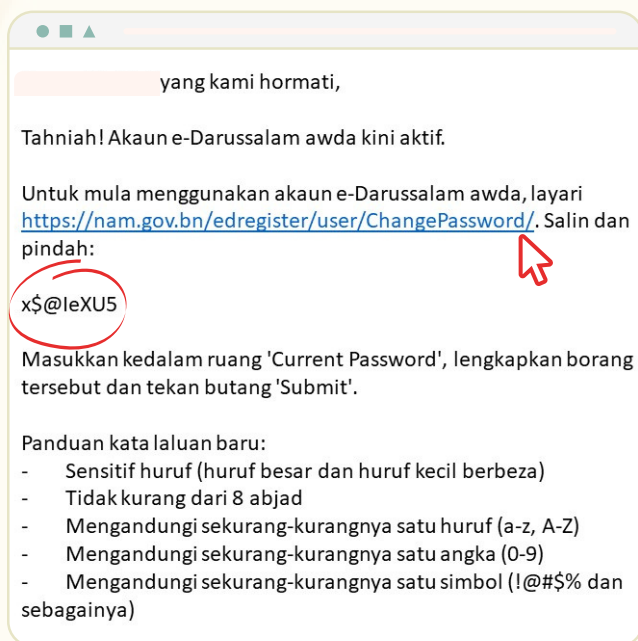 yang kami hormati,
Tahniah! Akaun e-Darussalam awda kini aktif.
Untuk mula menggunakan akaun e-Darussalam awda, layari
https://nam.gov.bn/edregister/user/ChangePassword/. Salin dan
pindah:
x$@IeXU5
Masukkan kedalam ruang 'Current Password', lengkapkan borang
tersebut dan tekan butang 'Submit'.
Panduan kata laluan baru:
- Sensitif huruf (huruf besar dan huruf kecil berbeza)
- Tidak kurang dari 8 abjad
- Mengandungi sekurang-kurangnya satu huruf (a-z, A-Z)
- Mengandungi sekurang-kurangnya satu angka (0-9)
- Mengandungi sekurang-kurangnya satu simbol (!@#$% dan
sebagainya)